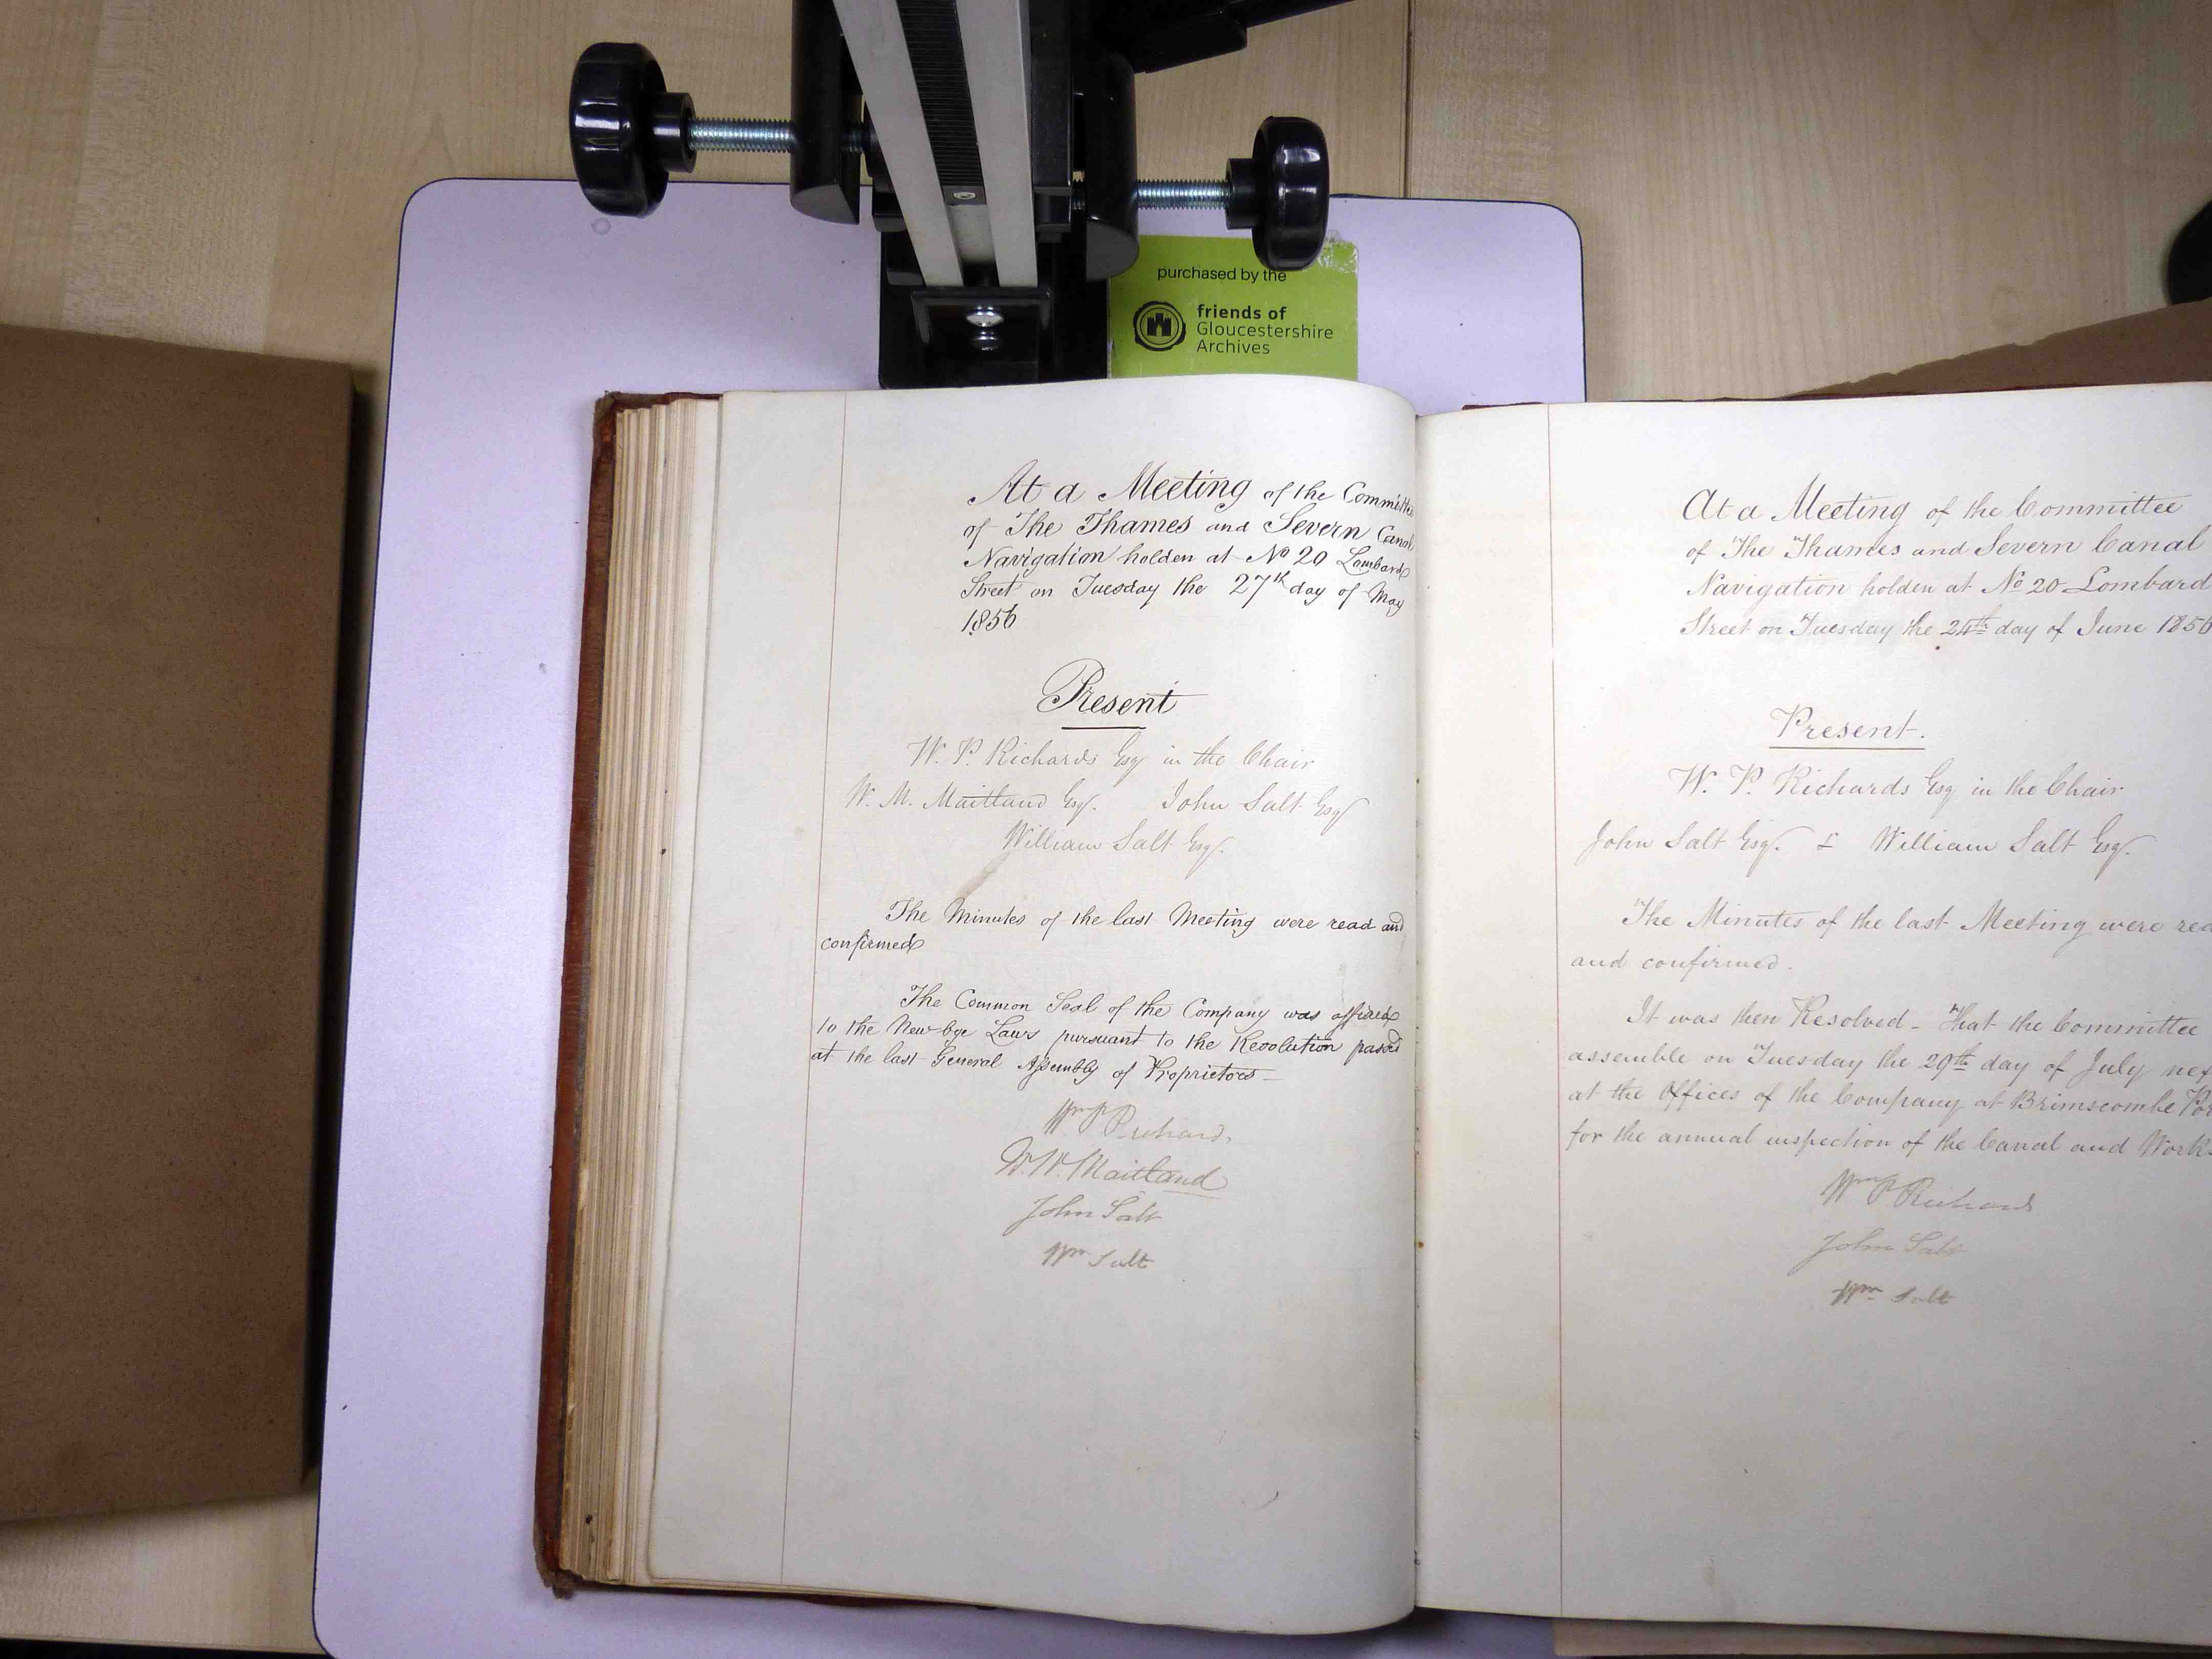 purchased by the
friends of
Gloucestershire
Archives
At a Meeting of the Committee
of The Thames and Severn Canal
Navigation holden at No 20 Lombard
Street on Tuesday the 27th day of May
1856
Present
W. P. Richards Esq in the Chair
W. M. Maitland Esq. John Salt Esq
William Salt Esq.
The Minutes of the last Meeting were read and
confirmed
The Common Seal of the Company was affixed
to the New bye Laws pursuant to the Resolution passed
at the last General Assembly of Proprietors
Wm P Richards
W. W. Maitland
John Salt
Wm Salt
At a Meeting of the Committee
of The Thames and Severn Canal
Navigation holden at No 20 Lombard
Street on Tuesday the 24th day of June 1856
Present.
W. P. Richards Esq in the Chair
John Salt Esq. & William Salt Esq.
The Minutes of the last Meeting were rea
and confirmed.
It was then Resolved - That the Committee
assemble on Tuesday the 29th day of July nex
at the Offices of the Company at Brimscombe Por
for the annual inspection of the Canal and Works
Wm P Richards
John Salt
Wm Salt